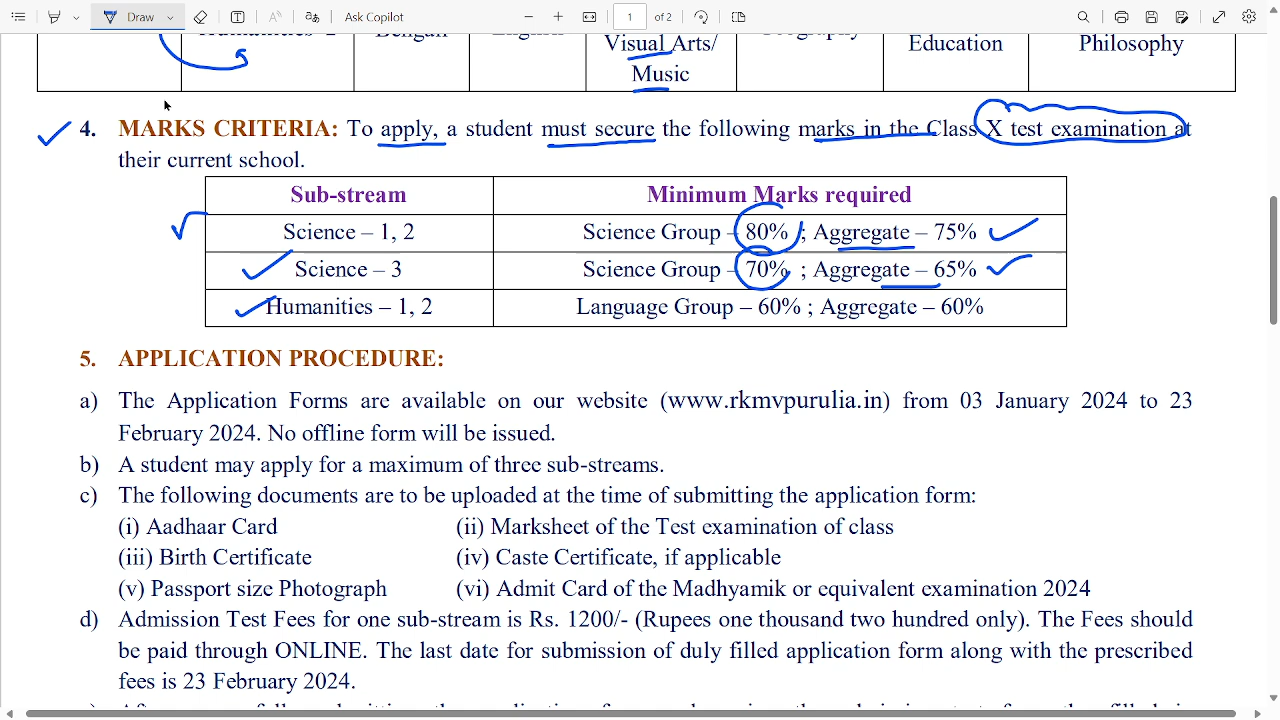 Draw
Ask Copilot
1 of 2
English
Visual Arts/
Music
Education
Philosophy
4. MARKS CRITERIA: To apply, a student must secure the following marks in the Class X test examination at
their current school.
Sub-stream Minimum Marks required
Science – 1, 2 Science Group – 80% ; Aggregate – 75%
Science – 3 Science Group – 70% ; Aggregate – 65%
Humanities – 1, 2 Language Group – 60% ; Aggregate – 60%
5. APPLICATION PROCEDURE:
a) The Application Forms are available on our website (www.rkmvpurulia.in) from 03 January 2024 to 23
February 2024. No offline form will be issued.
b) A student may apply for a maximum of three sub-streams.
c) The following documents are to be uploaded at the time of submitting the application form:
(i) Aadhaar Card (ii) Marksheet of the Test examination of class
(iii) Birth Certificate (iv) Caste Certificate, if applicable
(v) Passport size Photograph (vi) Admit Card of the Madhyamik or equivalent examination 2024
d) Admission Test Fees for one sub-stream is Rs. 1200/- (Rupees one thousand two hundred only). The Fees should
be paid through ONLINE. The last date for submission of duly filled application form along with the prescribed
fees is 23 February 2024.